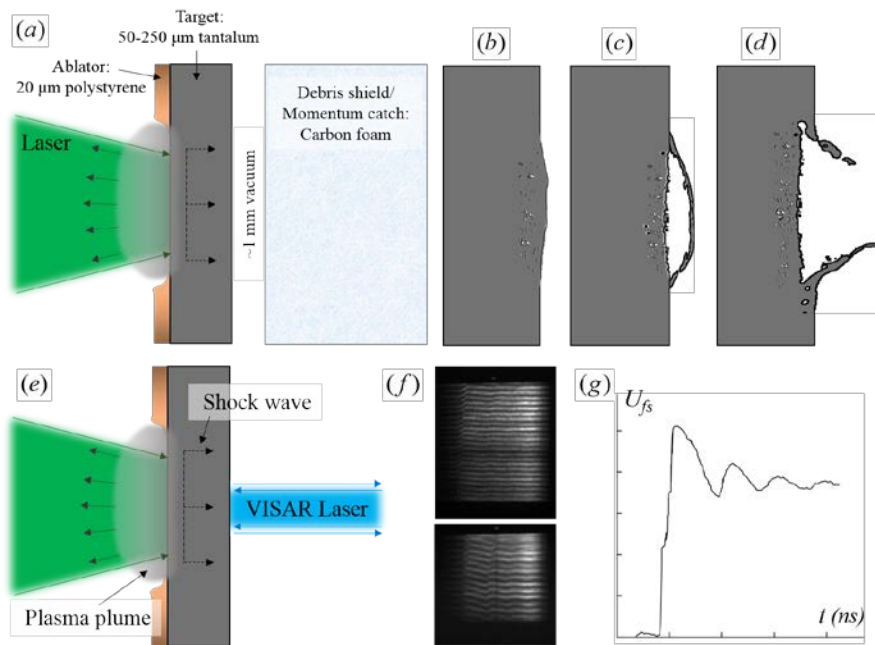 (a)
Target:
50-250 μm tantalum
Ablator:
20 μm polystyrene
Laser
~1 mm vacuum
Debris shield/
Momentum catch:
Carbon foam
(b)
(c)
(d)
(e)
Shock wave
VISAR Laser
Plasma plume
(f)
(g)
U_fs
t (ns)